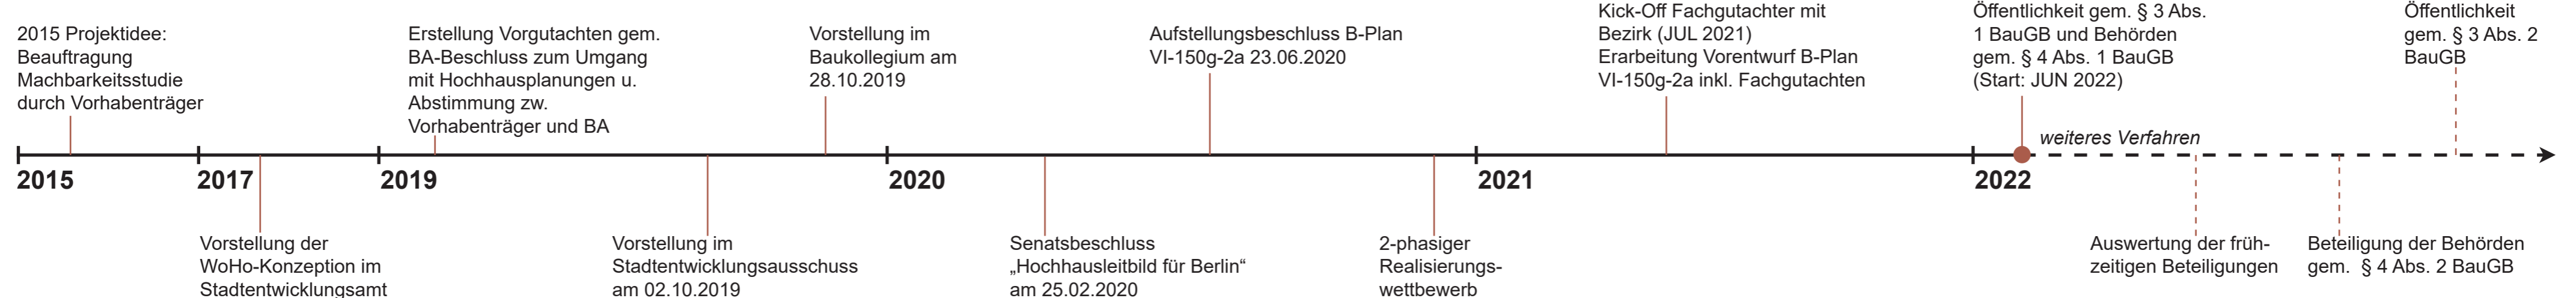 2015 Projektidee:
Beauftragung
Machbarkeitsstudie
durch Vorhabenträger
Erstellung Vorgutachten gem.
BA-Beschluss zum Umgang
mit Hochhausplanungen u.
Abstimmung zw.
Vorhabenträger und BA
Vorstellung im
Baukollegium am
28.10.2019
Aufstellungsbeschluss B-Plan
VI-150g-2a 23.06.2020
Kick-Off Fachgutachter mit
Bezirk (JUL 2021)
Erarbeitung Vorentwurf B-Plan
VI-150g-2a inkl. Fachgutachten
Öffentlichkeit gem. § 3 Abs.
1 BauGB und Behörden
gem. § 4 Abs. 1 BauGB
(Start: JUN 2022)
Öffentlichkeit
gem. § 3 Abs. 2
BauGB
weiteres Verfahren
2015
2017
2019
2020
2021
2022
Vorstellung der
WoHo-Konzeption im
Stadtentwicklungsamt
Vorstellung im
Stadtentwicklungsausschuss
am 02.10.2019
Senatsbeschluss
„Hochhausleitbild für Berlin“
am 25.02.2020
2-phasiger
Realisierungs-
wettbewerb
Auswertung der früh-
zeitigen Beteiligungen
Beteiligung der Behörden
gem. § 4 Abs. 2 BauGB